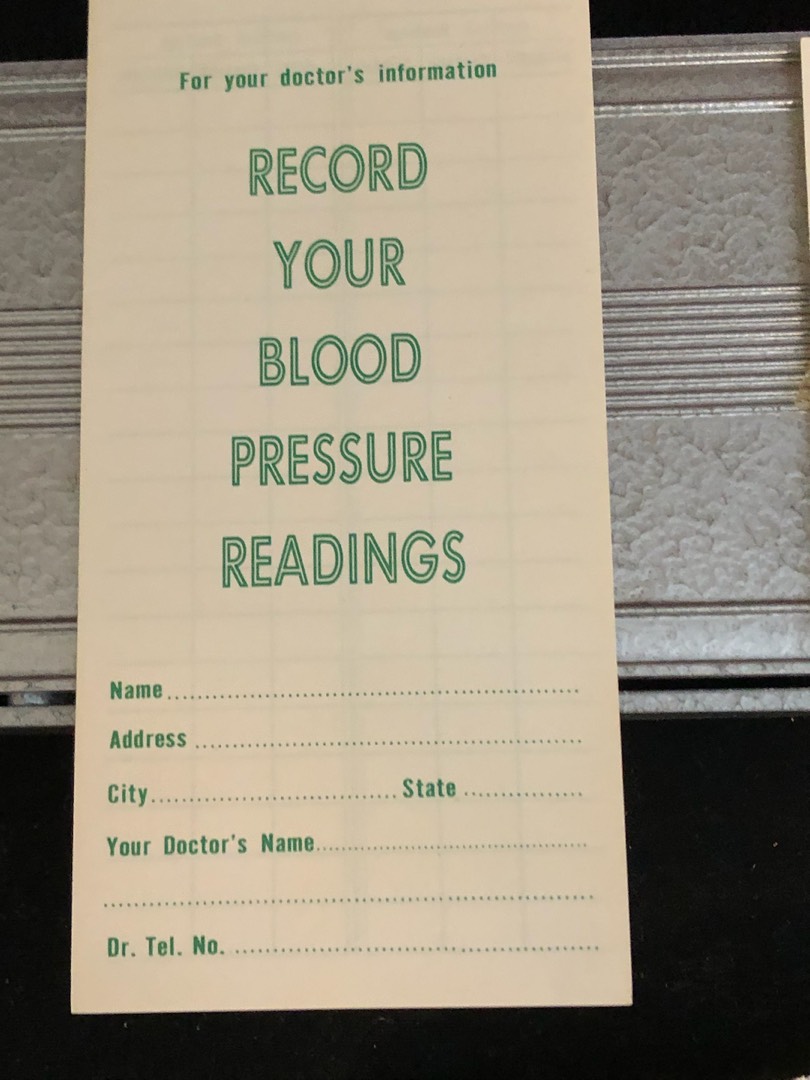 For your doctor's information
RECORD
YOUR
BLOOD
PRESSURE
READINGS
Name................................................
Address..........................................
City.......................... State.............
Your Doctor's Name..............................
....................................................
Dr. Tel. No. .......................................